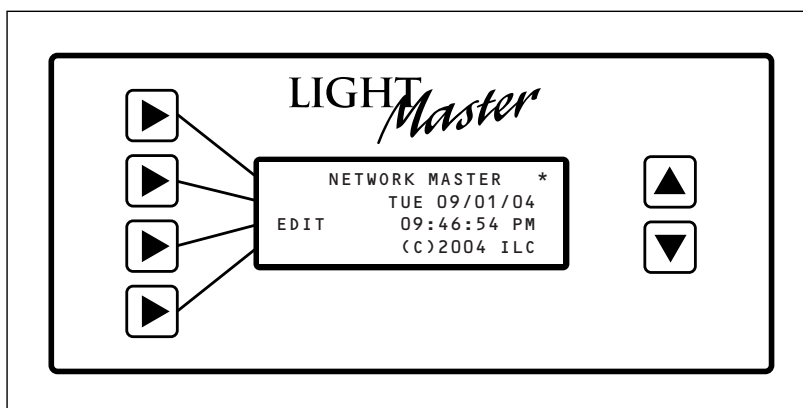 LIGHT Master
NETWORK MASTER *
TUE 09/01/04
EDIT 09:46:54 PM
(C)2004 ILC